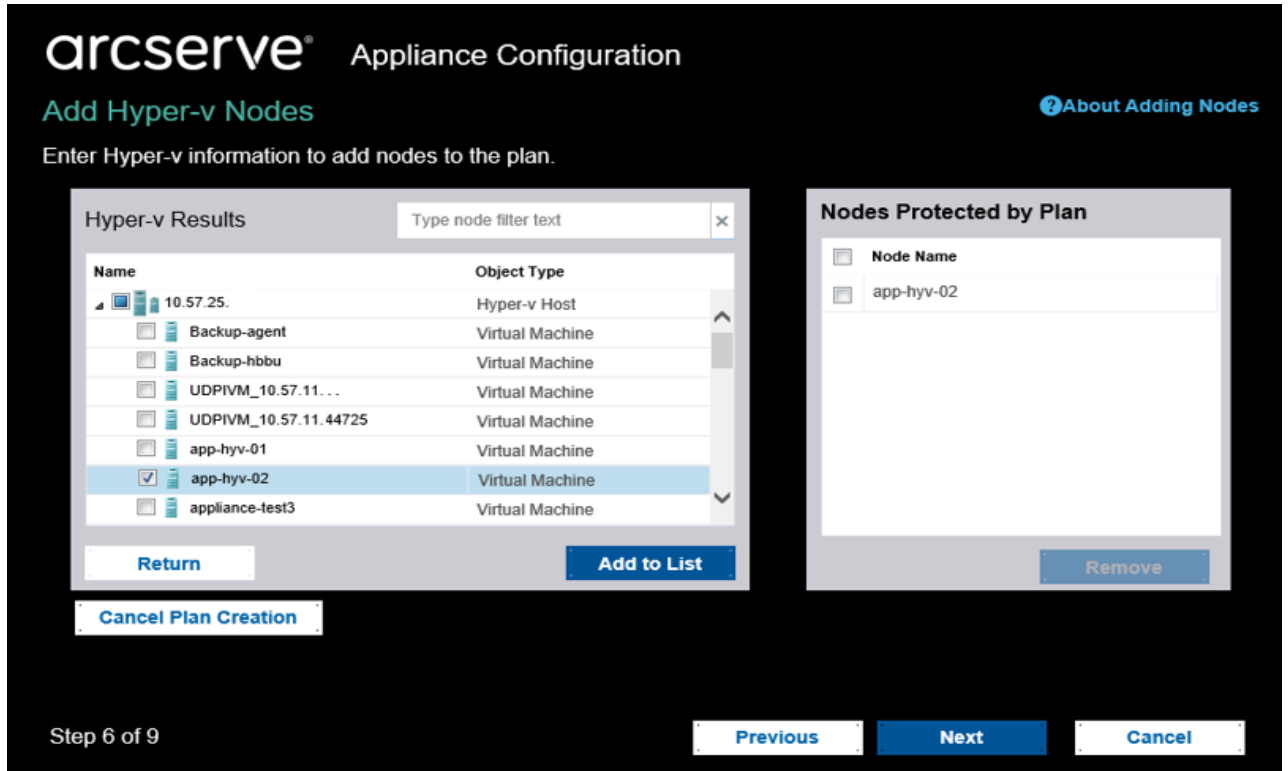 arcserve® Appliance Configuration
Add Hyper-v Nodes
?About Adding Nodes
Enter Hyper-v information to add nodes to the plan.
Hyper-v Results
Type node filter text
×
Name Object Type
10.57.25. Hyper-v Host
Backup-agent Virtual Machine
Backup-hbbu Virtual Machine
UDPIVM_10.57.11... Virtual Machine
UDPIVM_10.57.11.44725 Virtual Machine
app-hyv-01 Virtual Machine
app-hyv-02 Virtual Machine
appliance-test3 Virtual Machine
Return
Add to List
Nodes Protected by Plan
Node Name
app-hyv-02
Remove
Cancel Plan Creation
Step 6 of 9
Previous
Next
Cancel